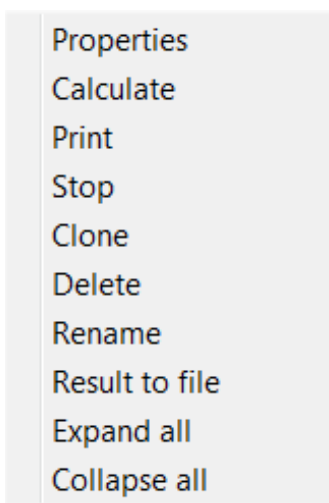 Properties
Calculate
Print
Stop
Clone
Delete
Rename
Result to file
Expand all
Collapse all